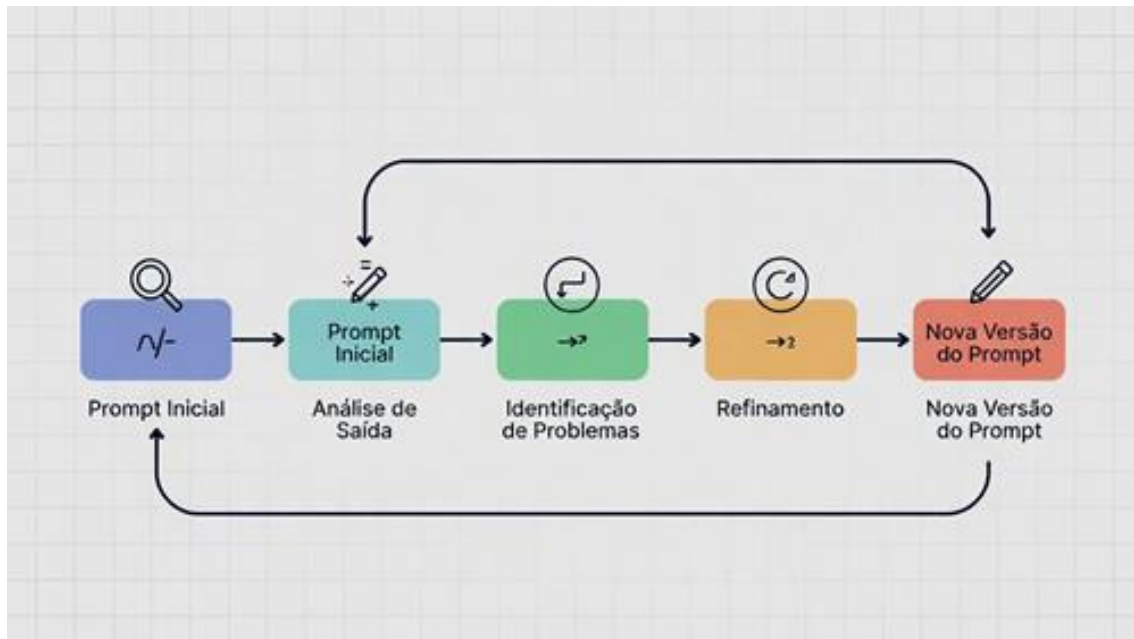 Prompt
Inicial
Nova Versão
do Prompt
Prompt Inicial
Análise de
Saída
Identificação
de Problemas
Refinamento
Nova Versão
do Prompt